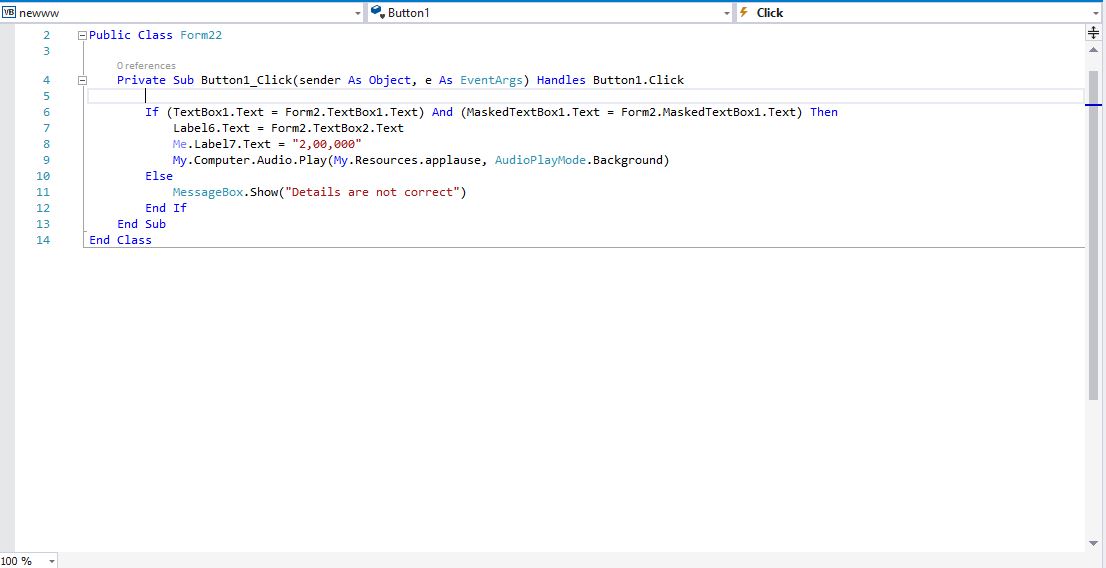 VB newww Button1 Click
2 Public Class Form22
3
0 references
4 Private Sub Button1_Click(sender As Object, e As EventArgs) Handles Button1.Click
5
6 If (TextBox1.Text = Form2.TextBox1.Text) And (MaskedTextBox1.Text = Form2.MaskedTextBox1.Text) Then
7 Label6.Text = Form2.TextBox2.Text
8 Me.Label7.Text = "2,00,000"
9 My.Computer.Audio.Play(My.Resources.applause, AudioPlayMode.Background)
10 Else
11 MessageBox.Show("Details are not correct")
12 End If
13 End Sub
14 End Class
100 %